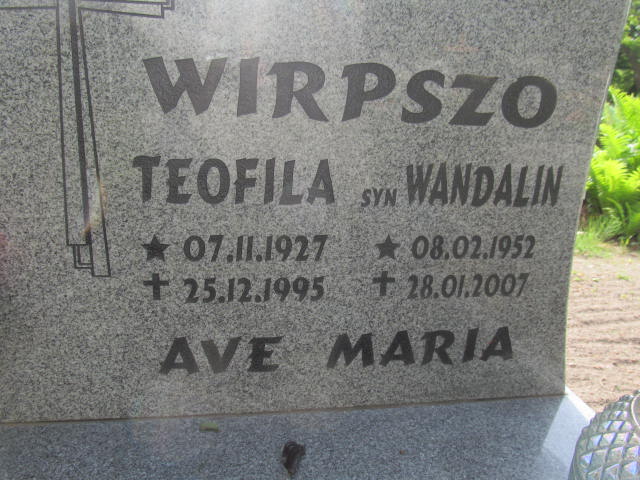 WIRPSZO
TEOFILA syn WANDALIN
★ 07.11.1927 ★ 08.02.1952
✝ 25.12.1995 ✝ 28.01.2007
AVE MARIA